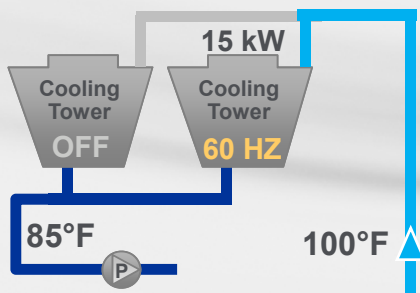 15 kW
Cooling
Tower
OFF
Cooling
Tower
60 HZ
85°F
100°F
P